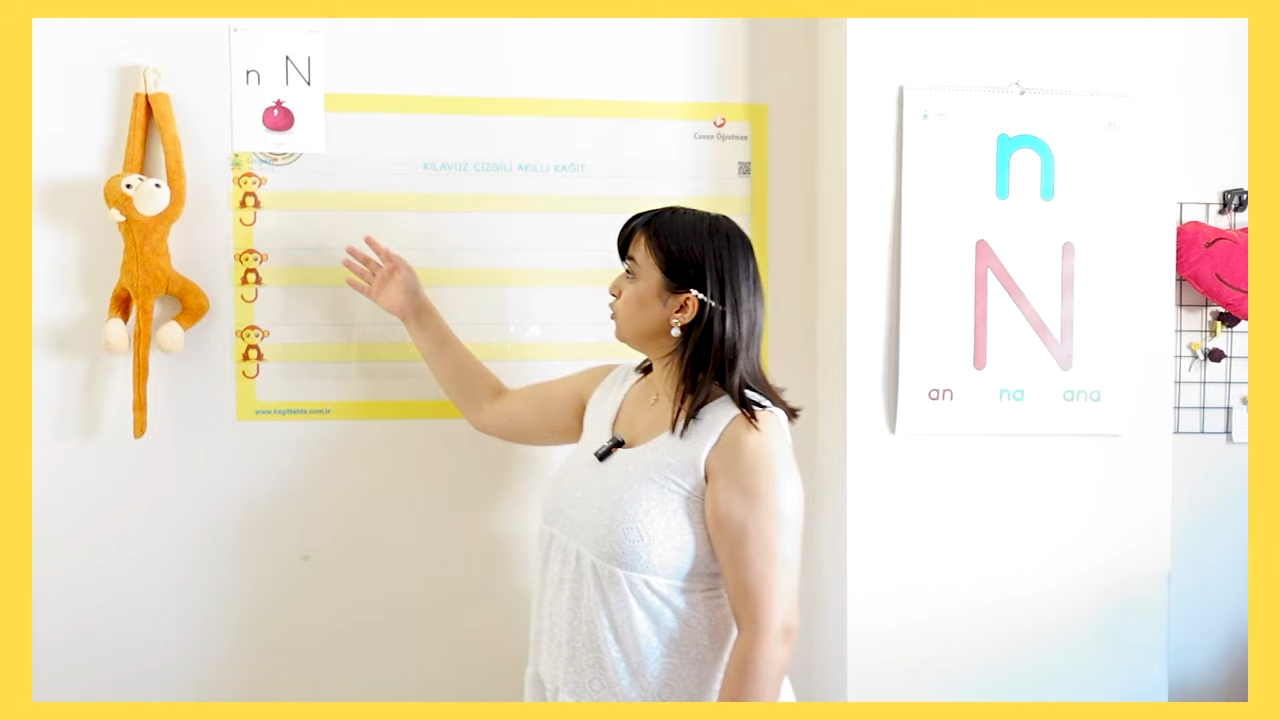 n N
Canan Öğretmen
KILAVUZ ÇİZGİLİ AKILLI KAĞIT
www.kagittahta.com.tr
n
n
N
an na ana